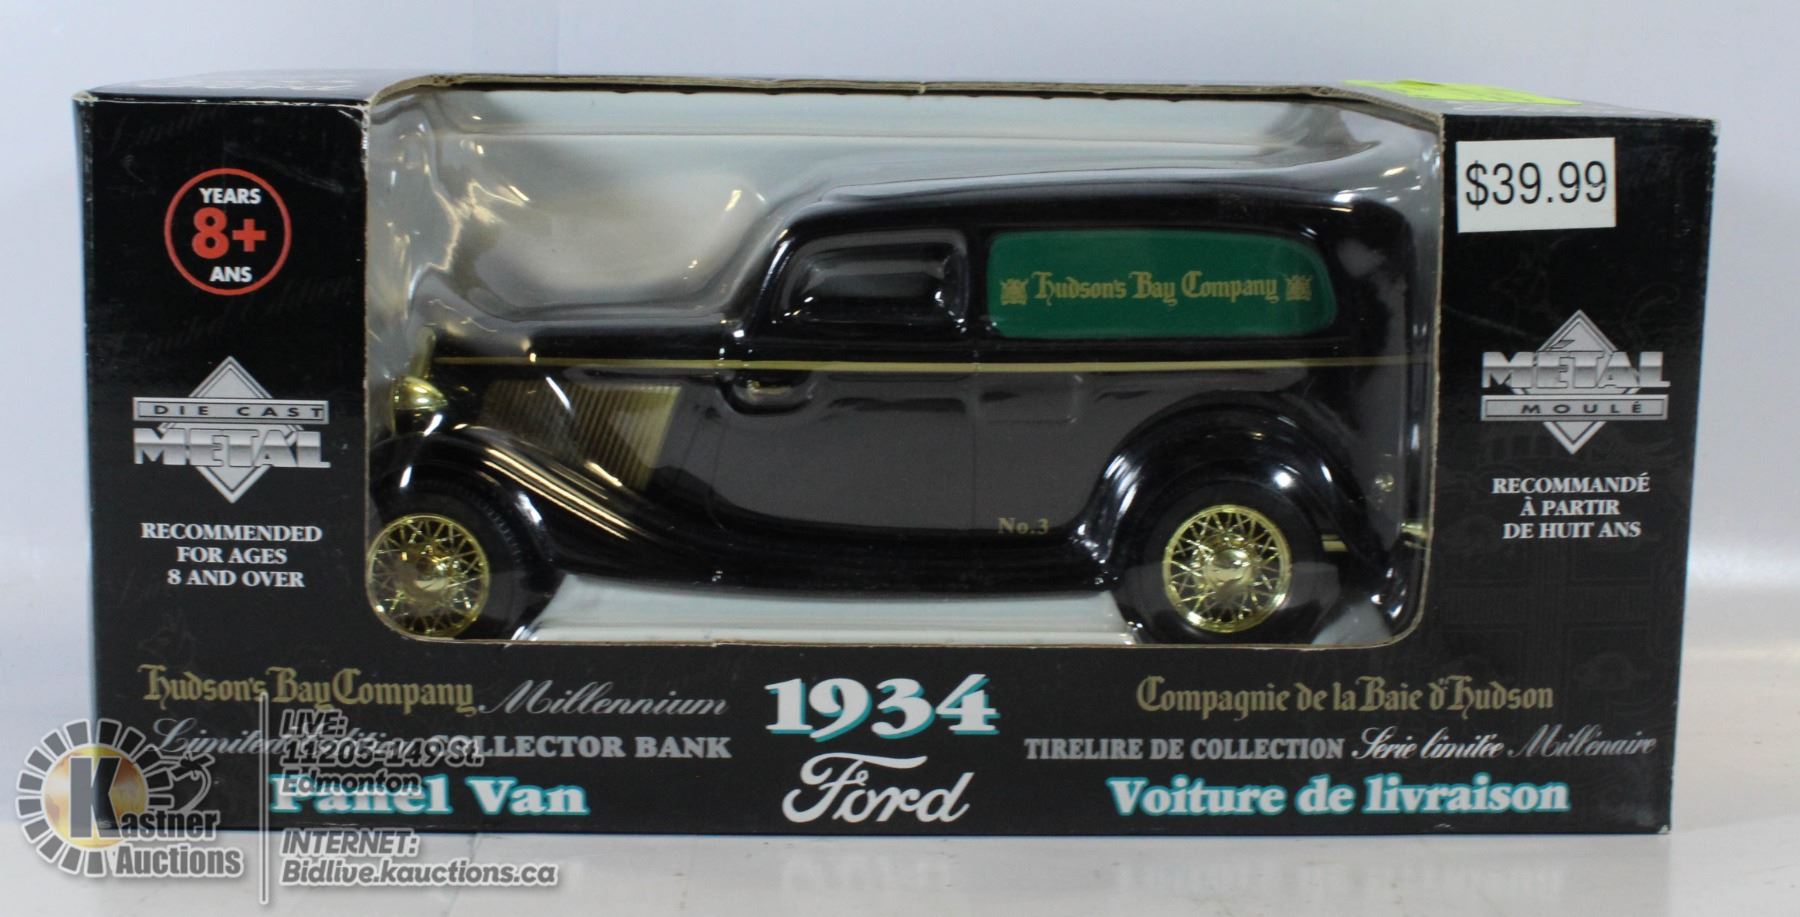 YEARS
8+
ANS
$39.99
Hudson's Bay Company
DIE CAST
METAL
MÉTAL
MOULÉ
RECOMMENDED
FOR AGES
8 AND OVER
RECOMMANDÉ
À PARTIR
DE HUIT ANS
No.3
Hudson's Bay Company Millennium
Limited Edition COLLECTOR BANK
Panel Van
1934
Ford
Compagnie de la Baie d'Hudson
TIRELIRE DE COLLECTION Série limitée Millénaire
Voiture de livraison
Kastner
Auctions
LIVE:
11205-149 St.
Edmonton
INTERNET:
Bidlive.kauctions.ca